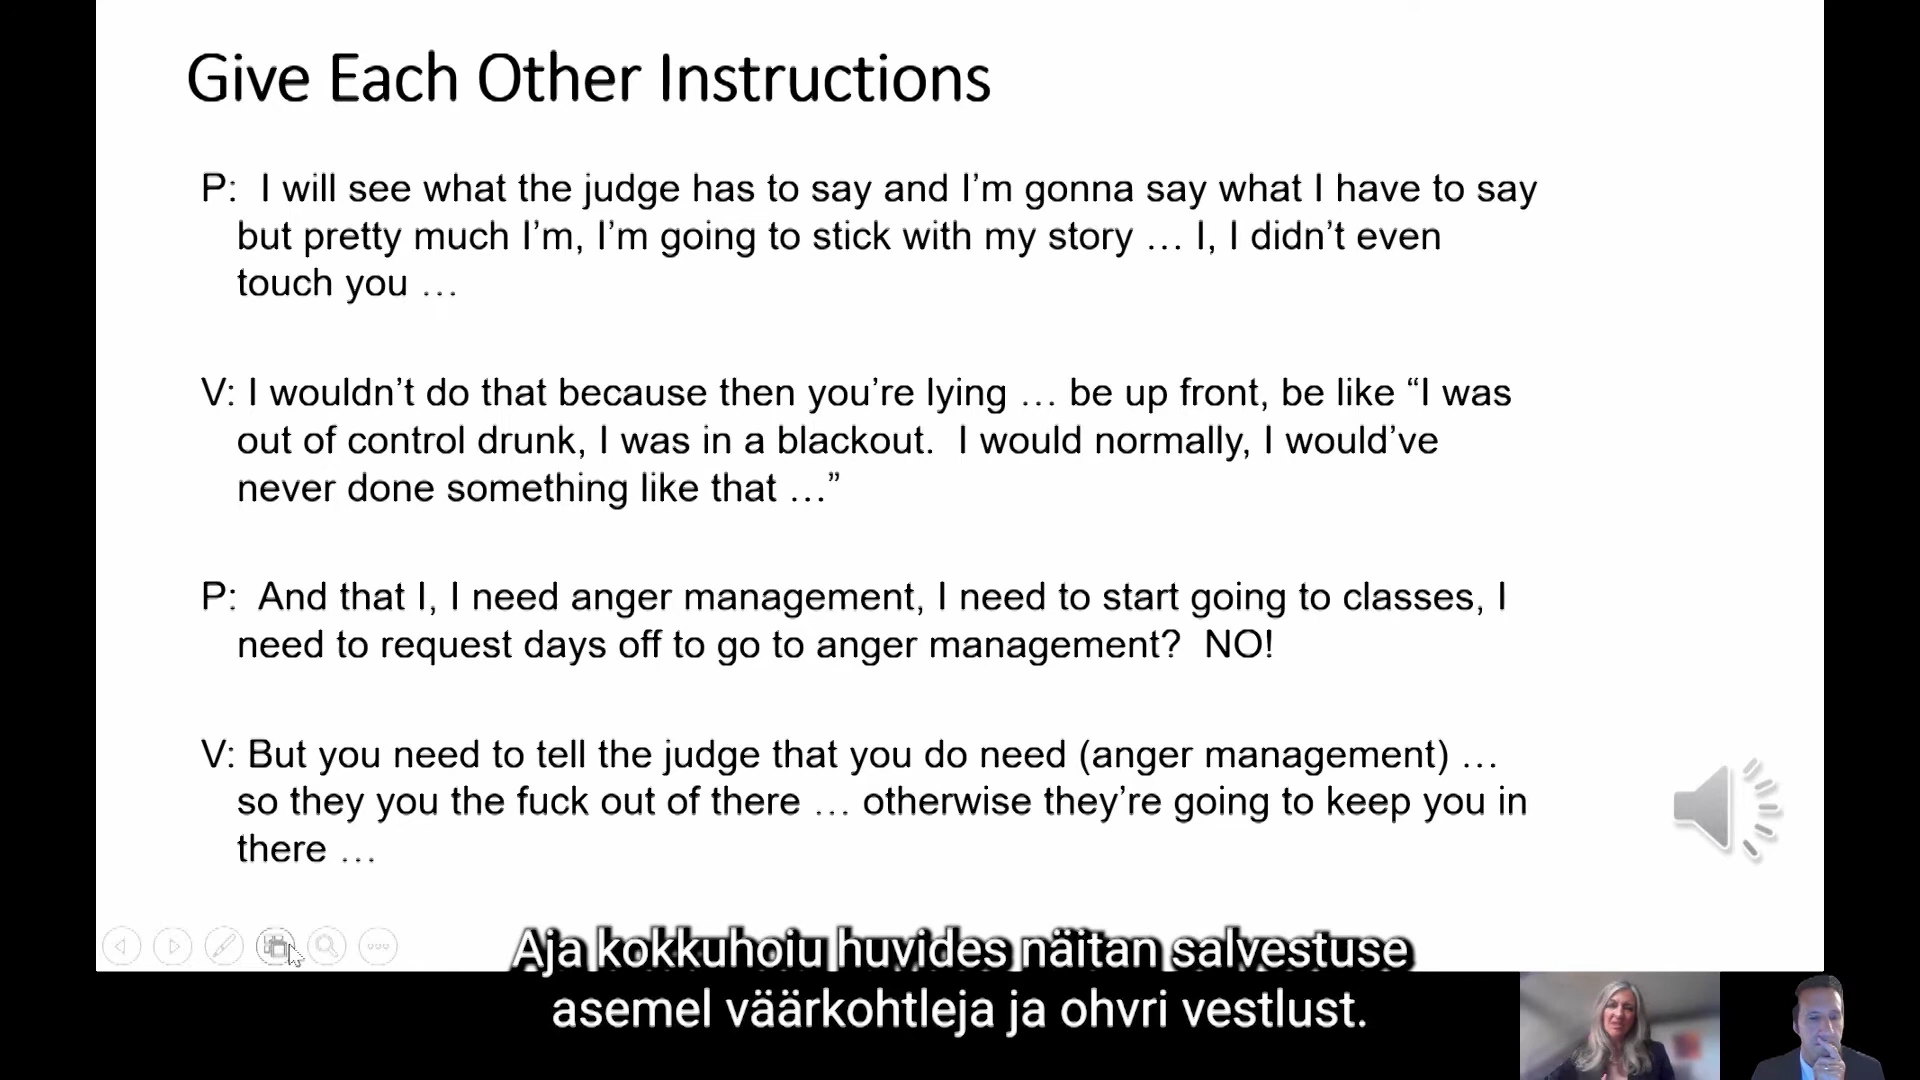 Give Each Other Instructions
P: I will see what the judge has to say and I’m gonna say what I have to say
but pretty much I’m, I’m going to stick with my story … I, I didn’t even
touch you …
V: I wouldn’t do that because then you’re lying … be up front, be like “I was
out of control drunk, I was in a blackout. I would normally, I would’ve
never done something like that …”
P: And that I, I need anger management, I need to start going to classes, I
need to request days off to go to anger management? NO!
V: But you need to tell the judge that you do need (anger management) …
so they you the fuck out of there … otherwise they’re going to keep you in
there …
Aja kokkuhoiu huvides näitan salvestuse
asemel väärkohtleja ja ohvri vestlust.